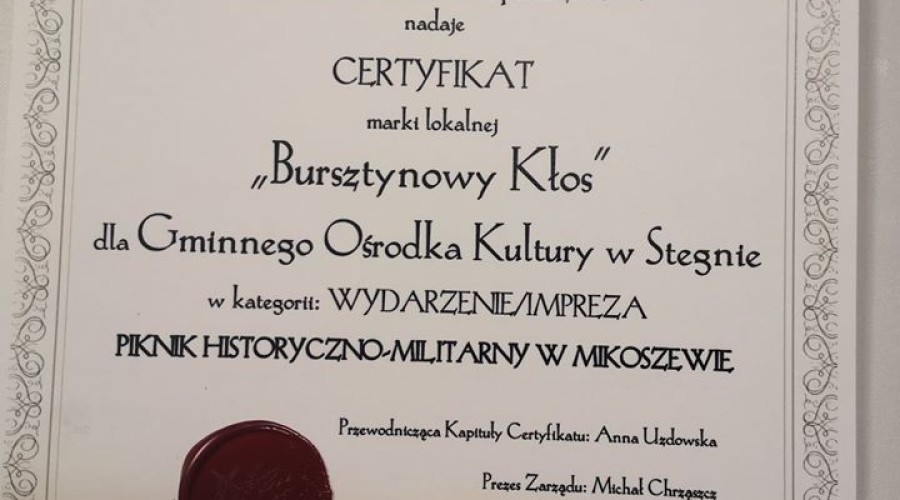 nadaje
CERTYFIKAT
marki lokalnej
„Bursztynowy Kłos”
dla Gminnego Ośrodka Kultury w Stegnie
w kategorii: WYDARZENIE/IMPREZA
PIKNIK HISTORYCZNO-MILITARNY W MIKOSZEWIE
Przewodnicząca Kapituły Certyfikatu: Anna Uzdowska
Prezes Zarządu: Michał Chrząszcz